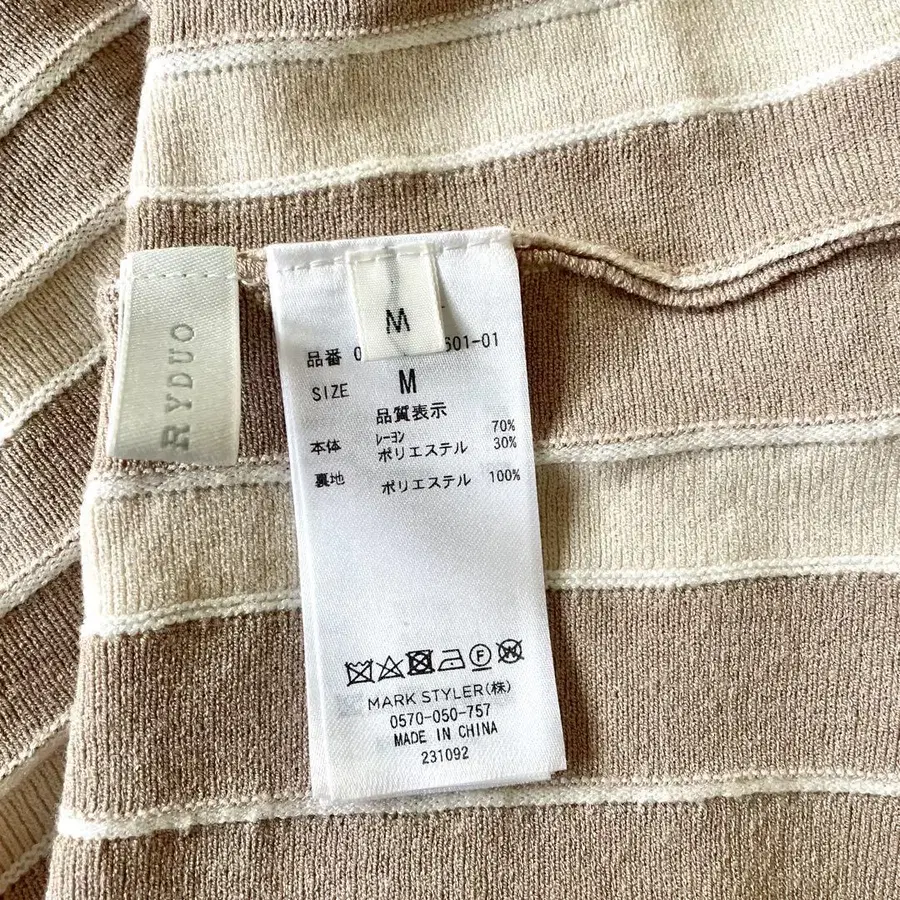 RYDUO
M
品番 0 601-01
SIZE M
品質表示
本体 レーヨン 70%
ポリエステル 30%
裏地 ポリエステル 100%
MARK STYLER(株)
0570-050-757
MADE IN CHINA
231092